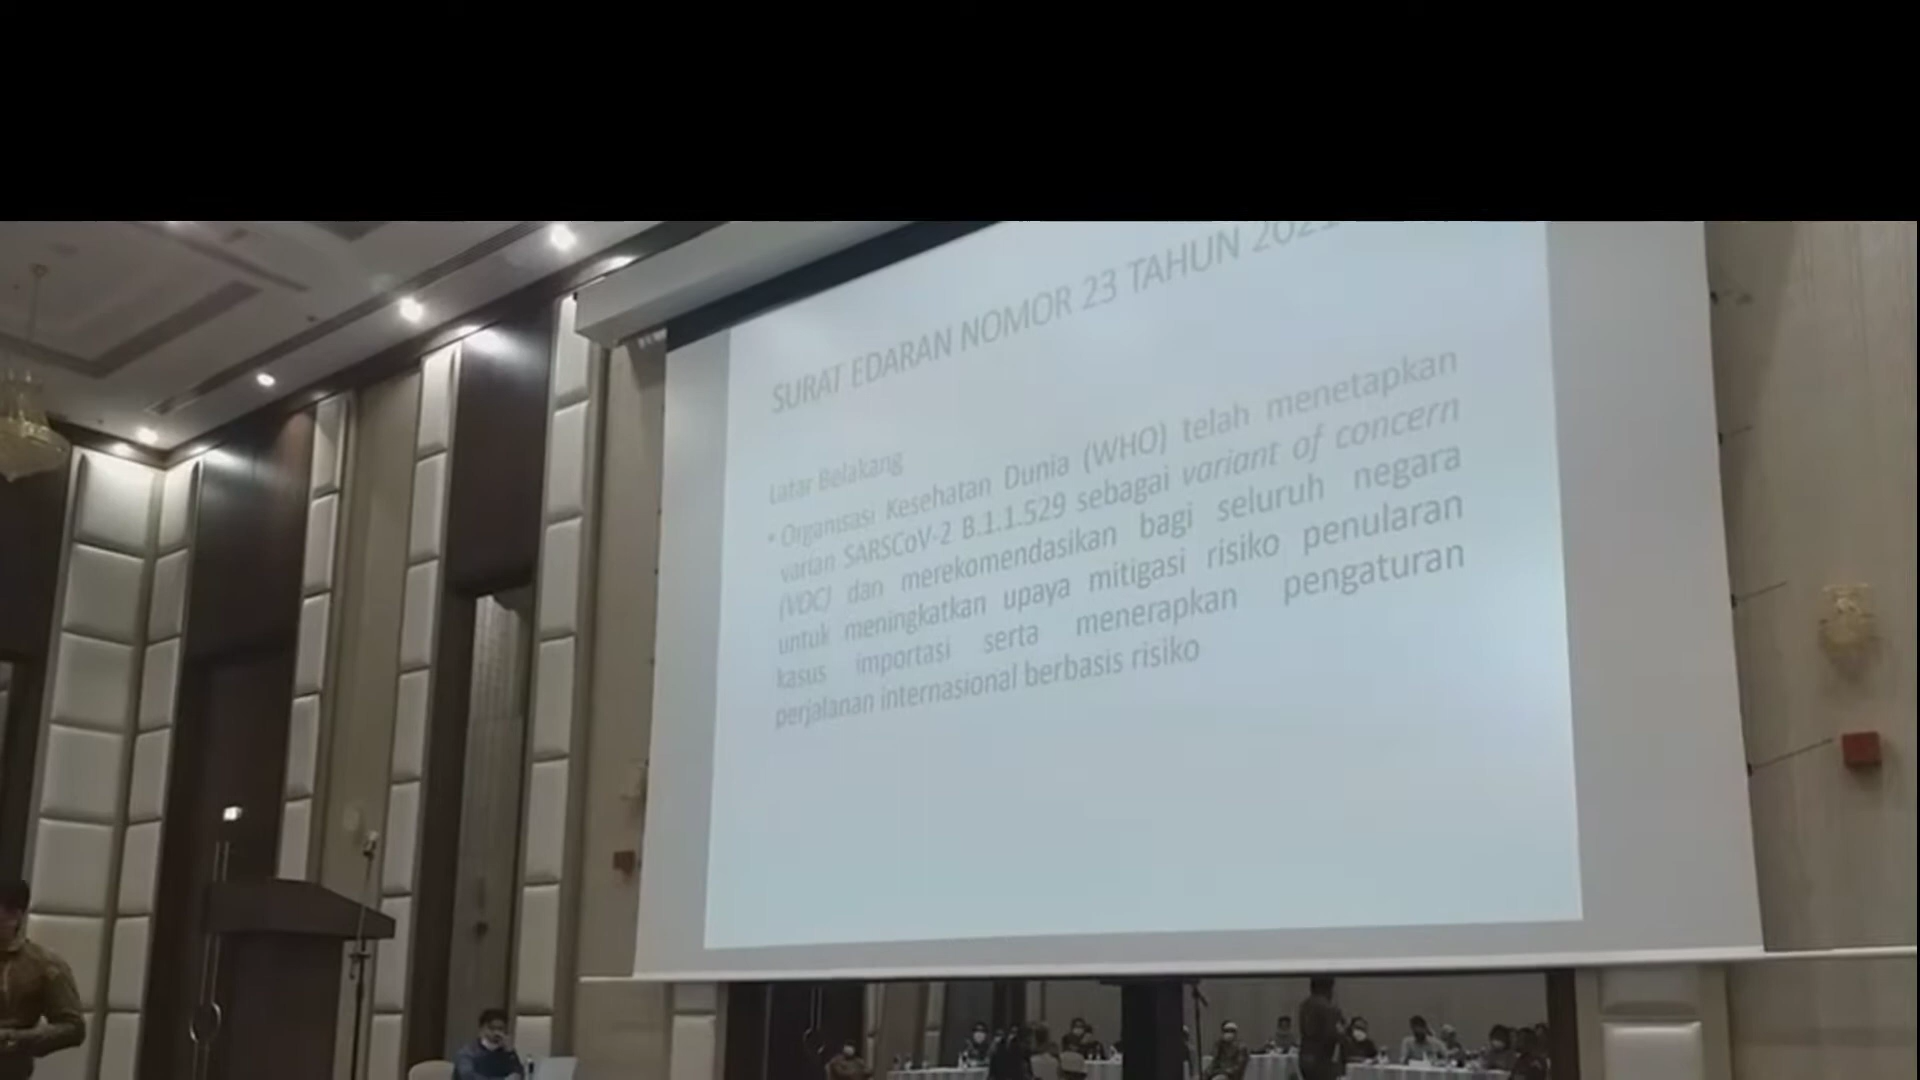 SURAT EDARAN NOMOR 23 TAHUN 2021
Latar Belakang
• Organisasi Kesehatan Dunia (WHO) telah menetapkan
varian SARSCoV-2 B.1.1.529 sebagai variant of concern
(VOC) dan merekomendasikan bagi seluruh negara
untuk meningkatkan upaya mitigasi risiko penularan
kasus importasi serta menerapkan pengaturan
perjalanan internasional berbasis risiko